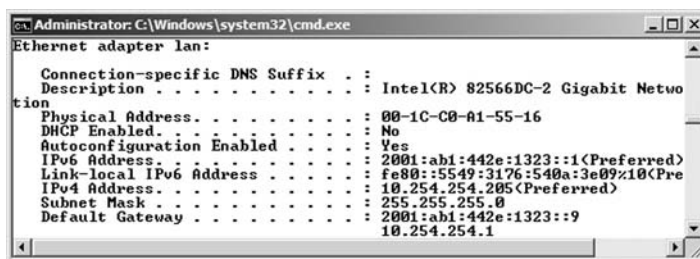 Administrator: C:\Windows\system32\cmd.exe
Ethernet adapter lan:
Connection-specific DNS Suffix . :
Description . . . . . . . . . . . : Intel(R) 82566DC-2 Gigabit Netwo
tion
Physical Address. . . . . . . . . : 00-1C-C0-A1-55-16
DHCP Enabled. . . . . . . . . . . : No
Autoconfiguration Enabled . . . . : Yes
IPv6 Address. . . . . . . . . . . : 2001:ab1:442e:1323::1(Preferred)
Link-local IPv6 Address . . . . . : fe80::5549:3176:540a:3e09%10(Pre
IPv4 Address. . . . . . . . . . . : 10.254.254.205(Preferred)
Subnet Mask . . . . . . . . . . . : 255.255.255.0
Default Gateway . . . . . . . . . : 2001:ab1:442e:1323::9
10.254.254.1